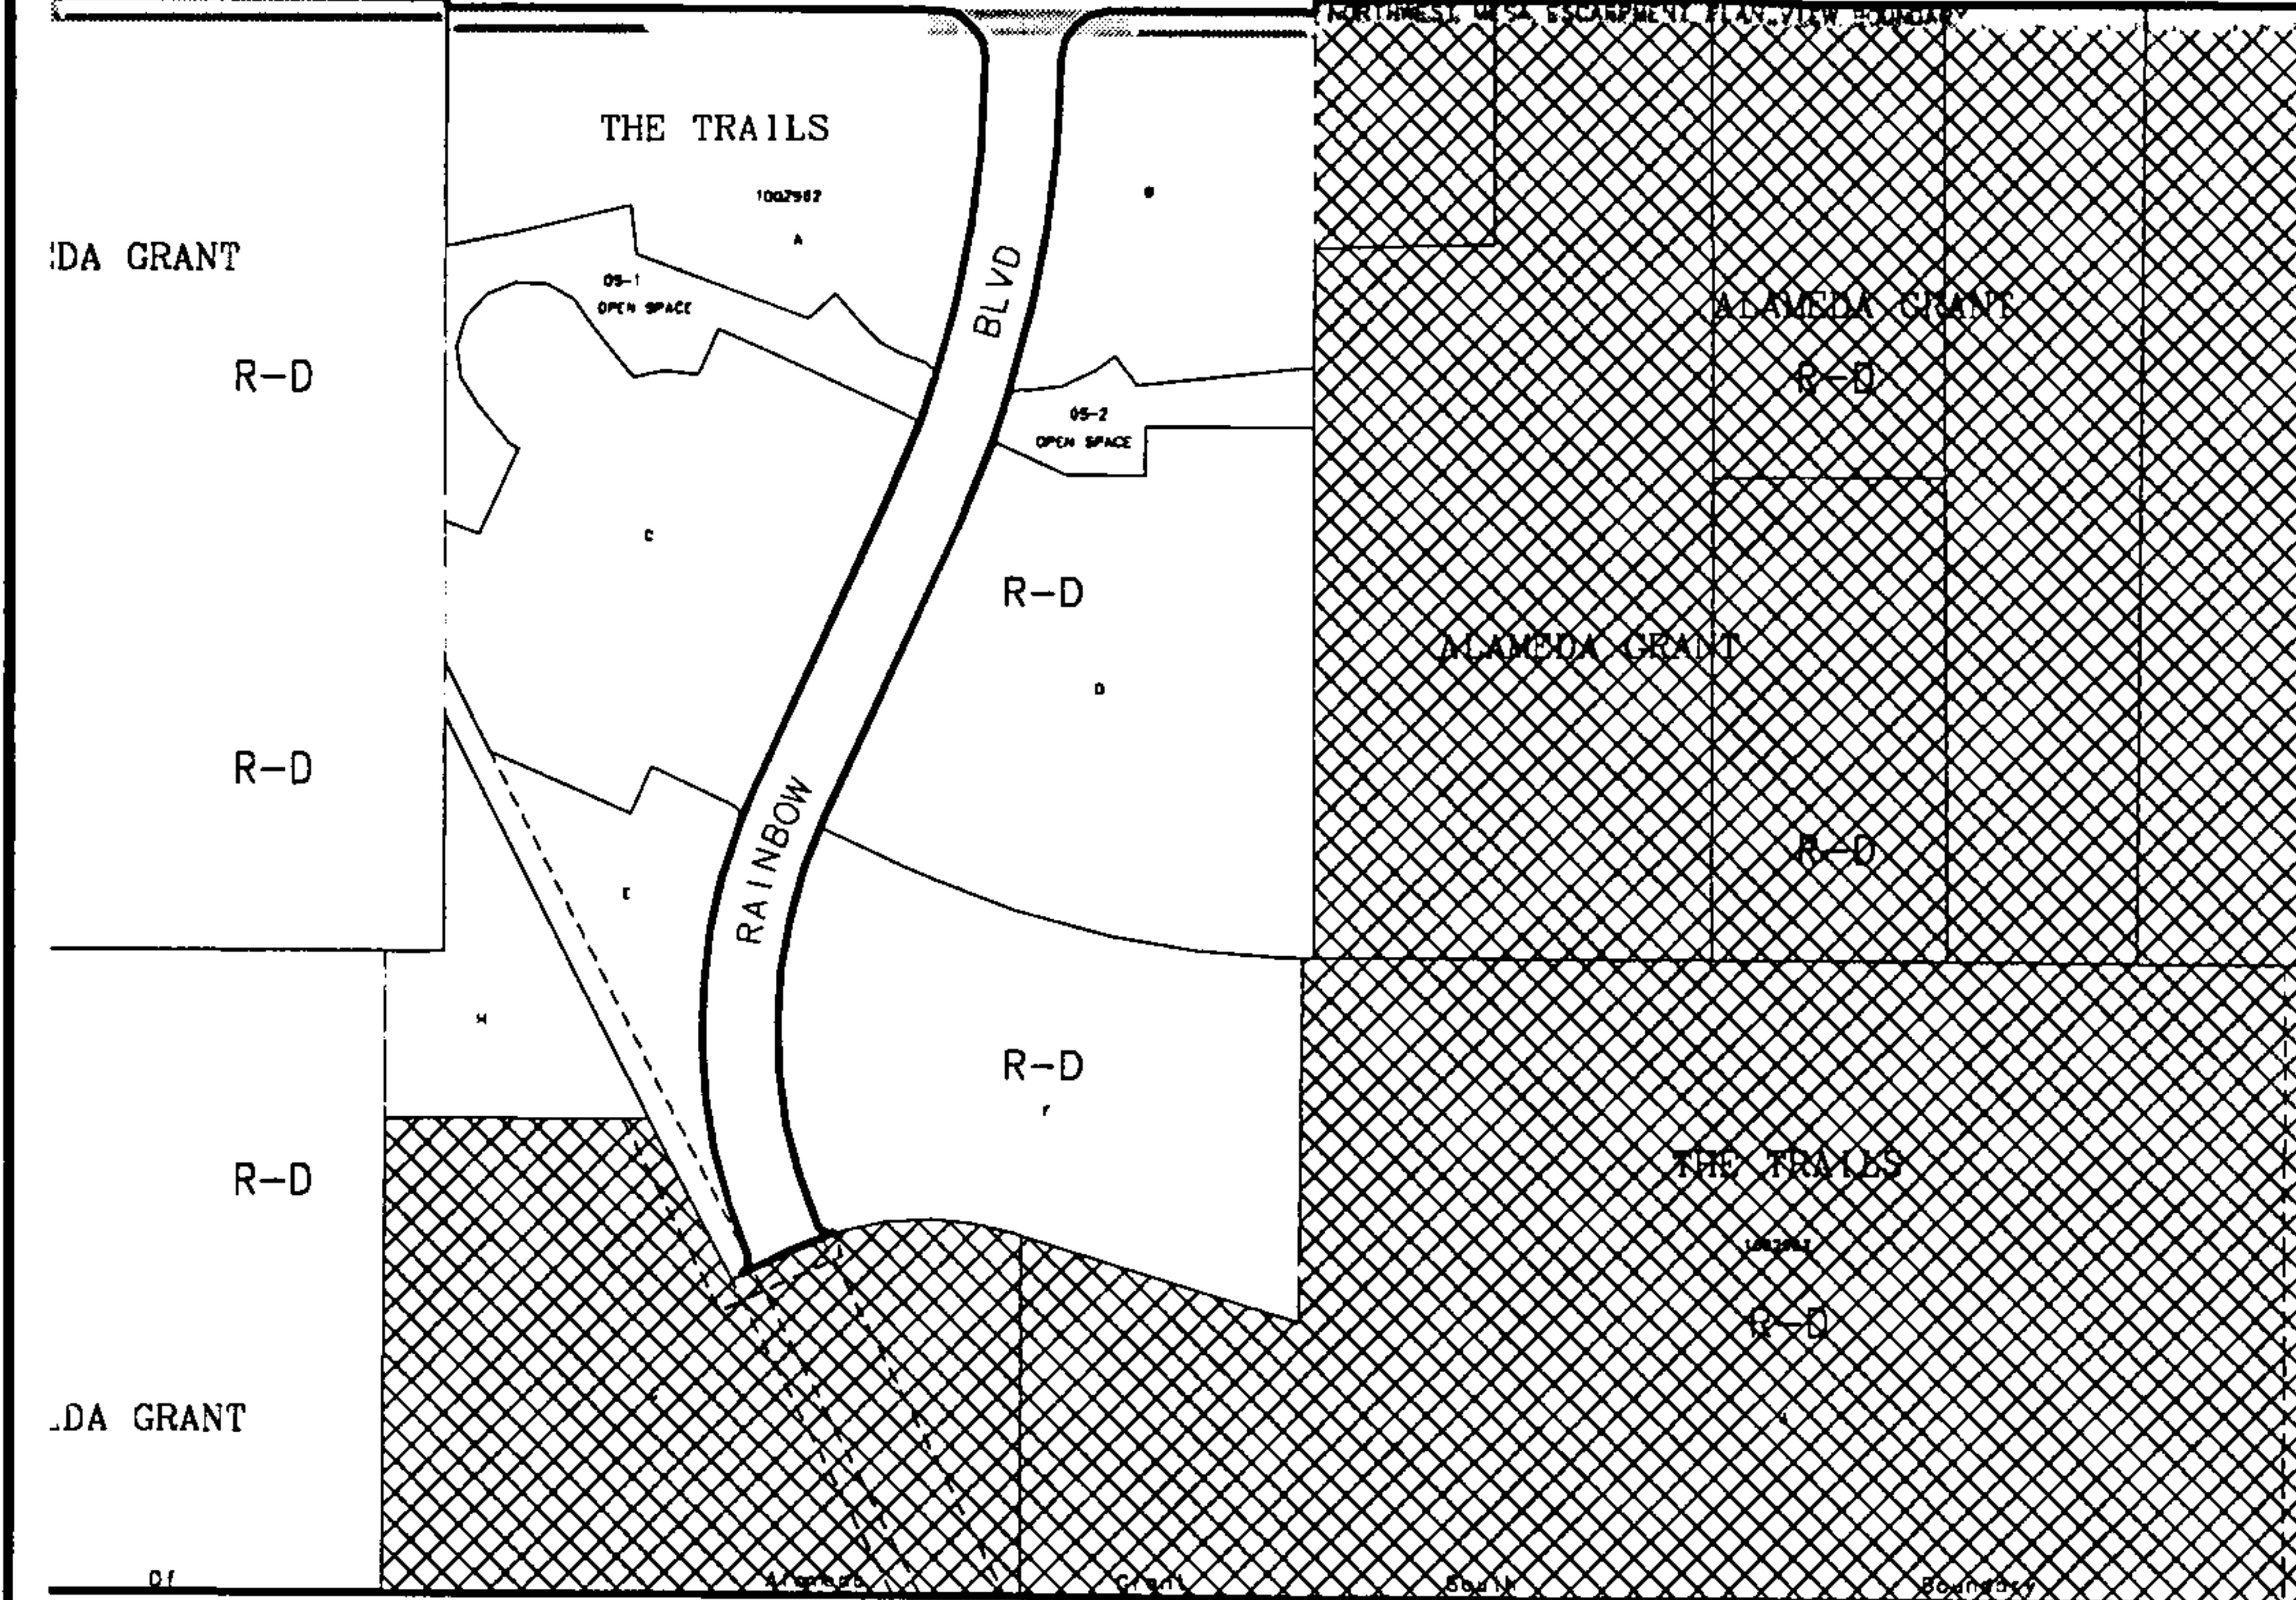 NORTHWEST MESA ESCARPMENT PLAN-VIEW BOUNDARY
THE TRAILS
1002962
A
B
DA GRANT
OS-1
OPEN SPACE
BLVD
ALAMEDA GRANT
R-D
R-D
OS-2
OPEN SPACE
C
R-D
ALAMEDA GRANT
D
R-D
RAINBOW
R-D
E
H
R-D
F
R-D
THE TRAILS
R-D
DA GRANT
Of
Alameda
Grant
South
Boundary